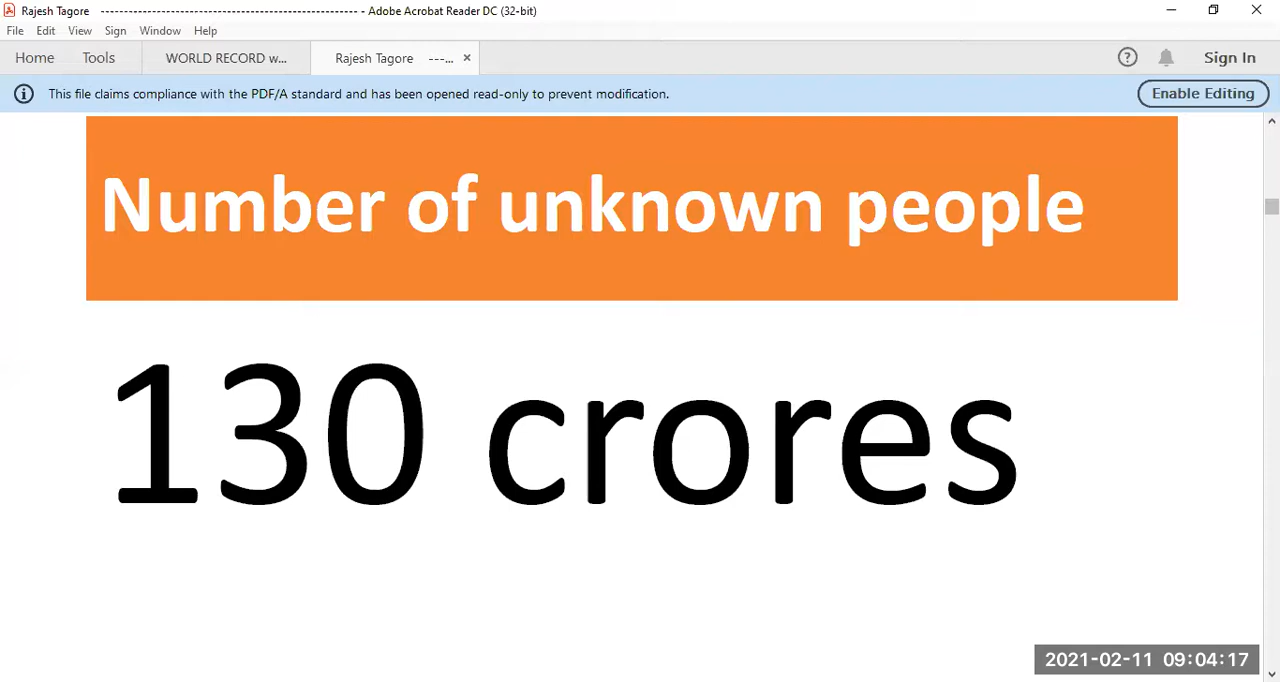 Rajesh Tagore ------------------------------------------------- - Adobe Acrobat Reader DC (32-bit)
File Edit View Sign Window Help
Home Tools WORLD RECORD w... Rajesh Tagore ---... × Sign In
This file claims compliance with the PDF/A standard and has been opened read-only to prevent modification. Enable Editing
Number of unknown people
130 crores
2021-02-11 09:04:17